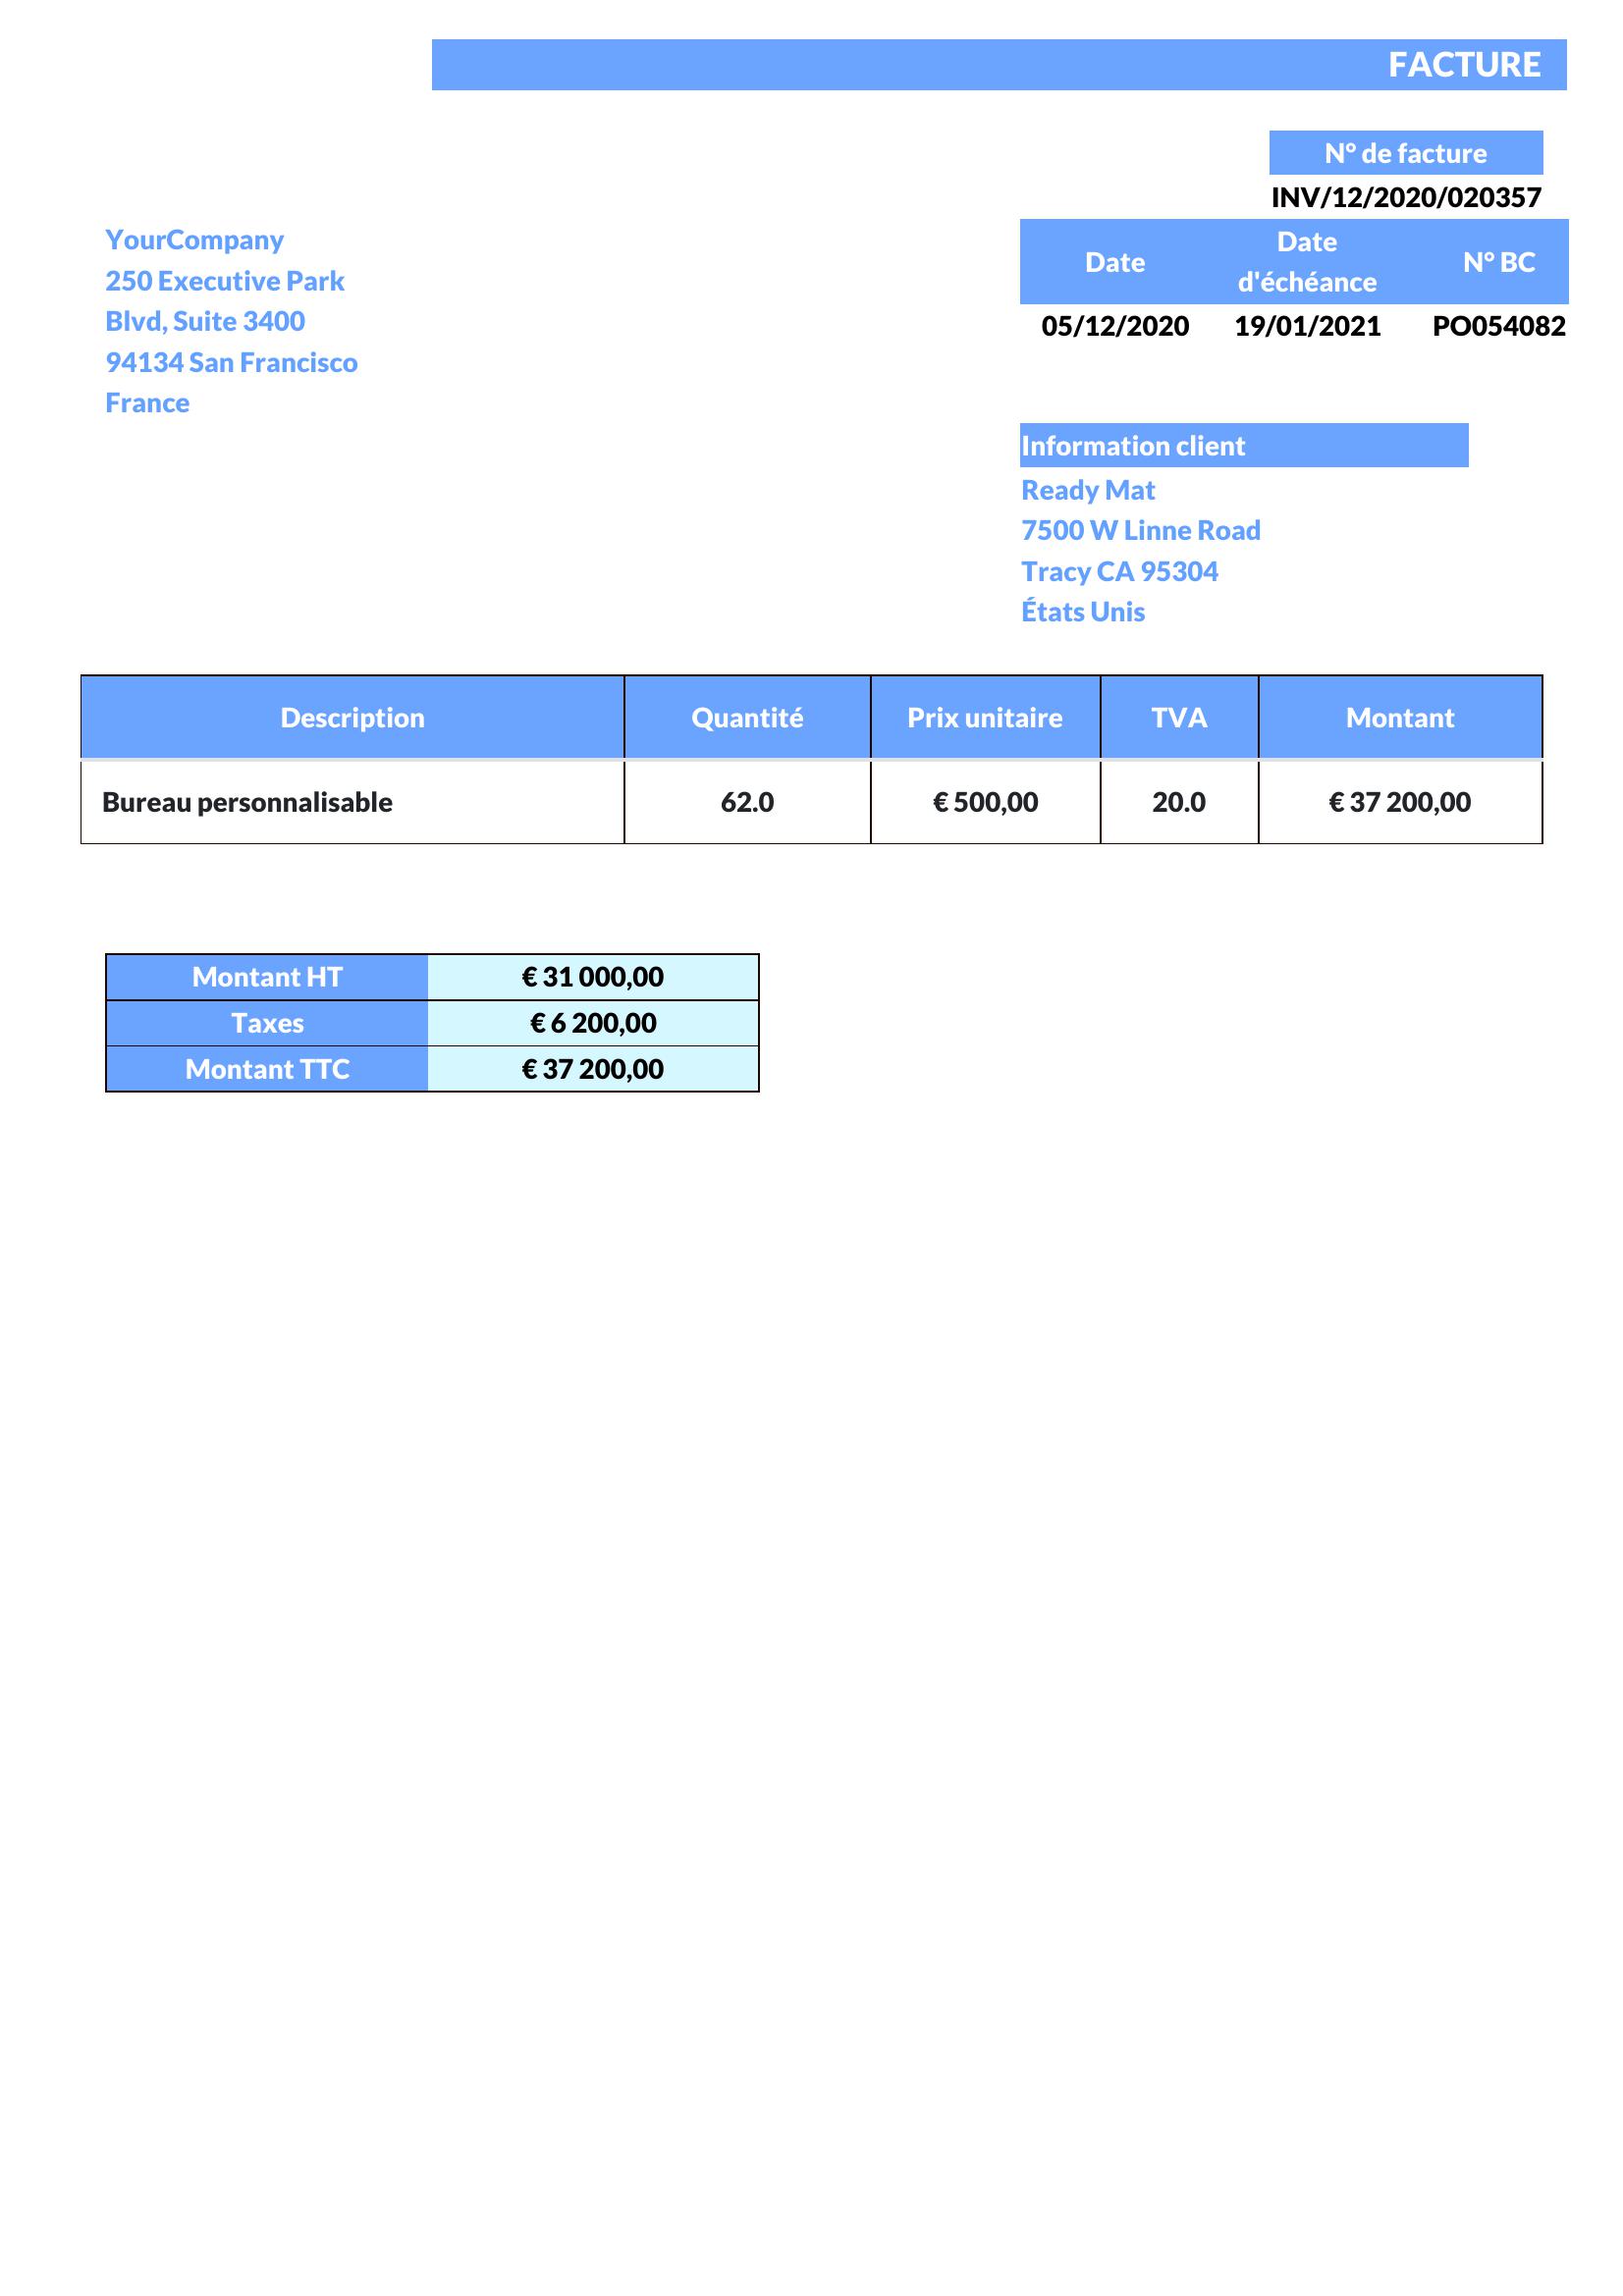 FACTURE
N° de facture
INV/12/2020/020357
YourCompany
250 Executive Park
Blvd, Suite 3400
94134 San Francisco
France
Date
Date
d'échéance
N° BC
05/12/2020 19/01/2021 PO054082
Information client
Ready Mat
7500 W Linne Road
Tracy CA 95304
États Unis
Description Quantité Prix unitaire TVA Montant
Bureau personnalisable 62.0 € 500,00 20.0 € 37 200,00
Montant HT € 31 000,00
Taxes € 6 200,00
Montant TTC € 37 200,00